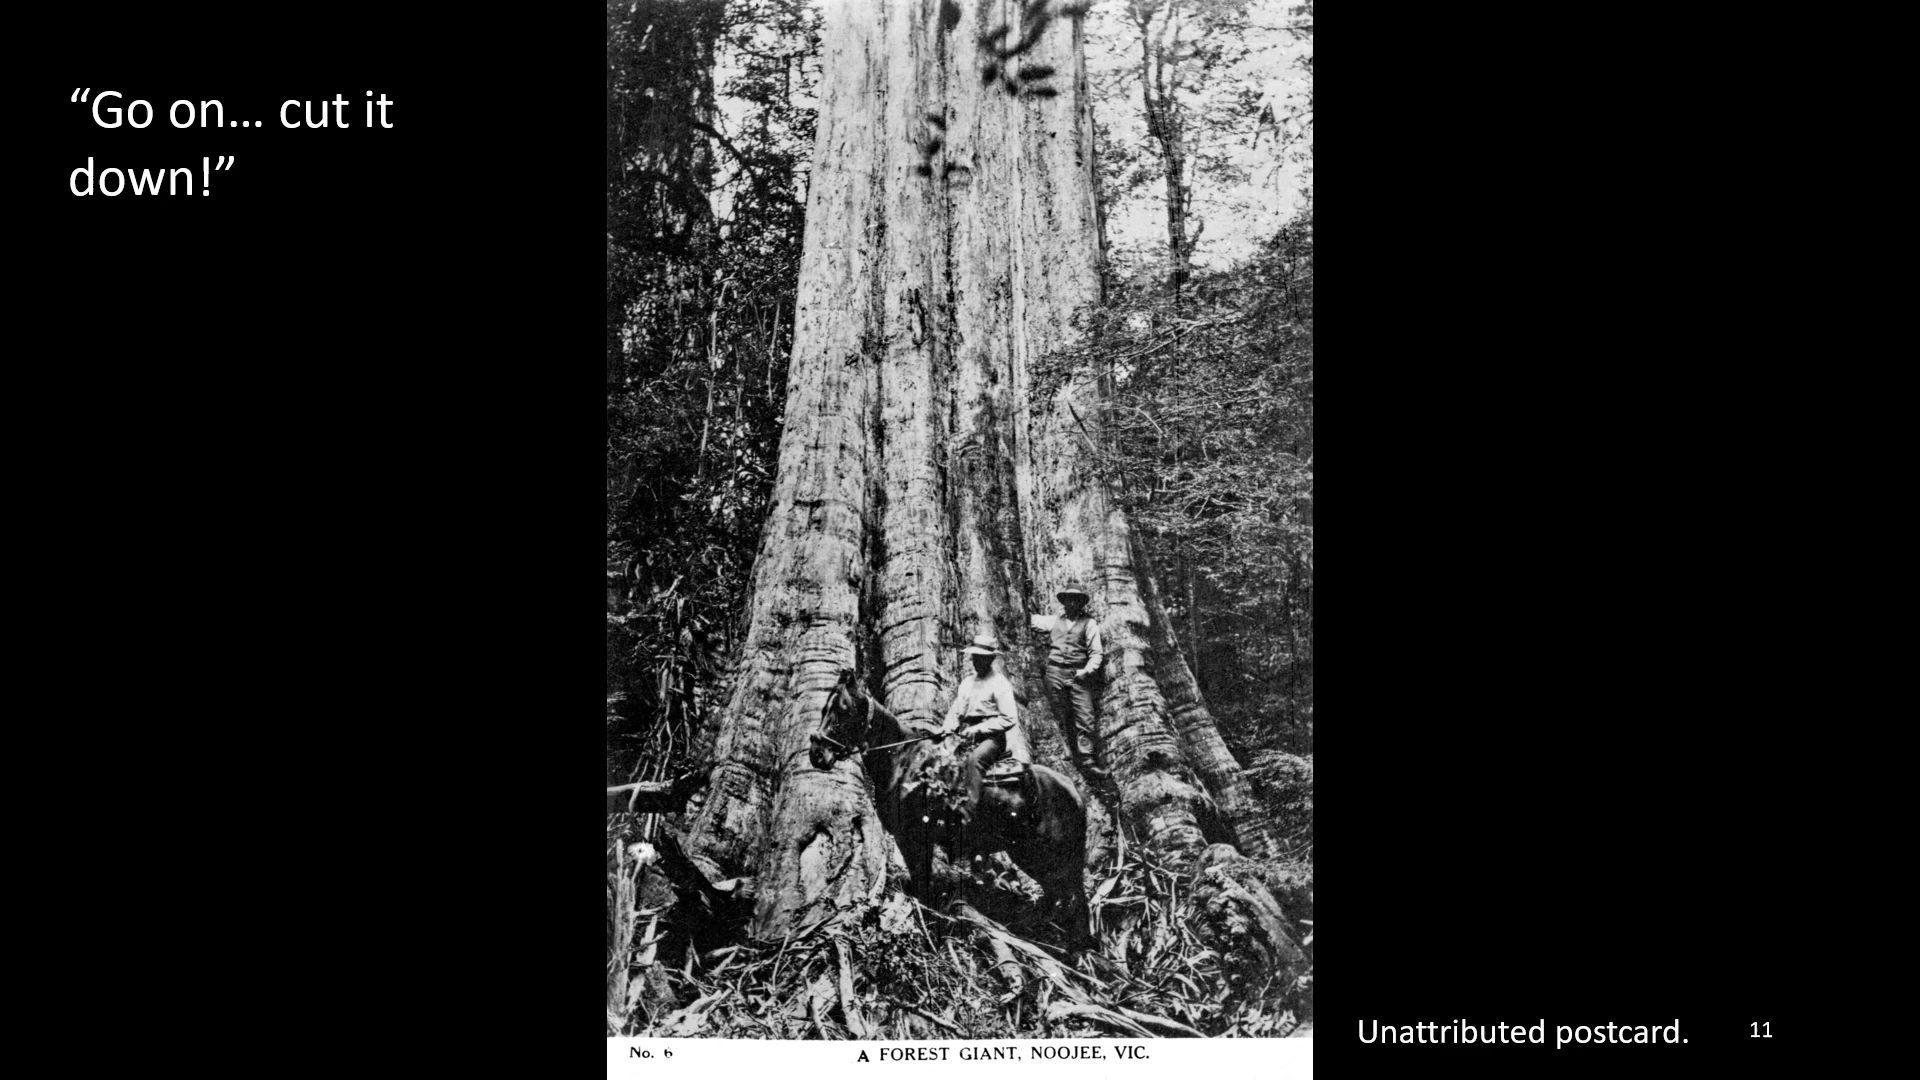 “Go on… cut it
down!”
No. 6
A FOREST GIANT, NOOJEE, VIC.
Unattributed postcard.
11